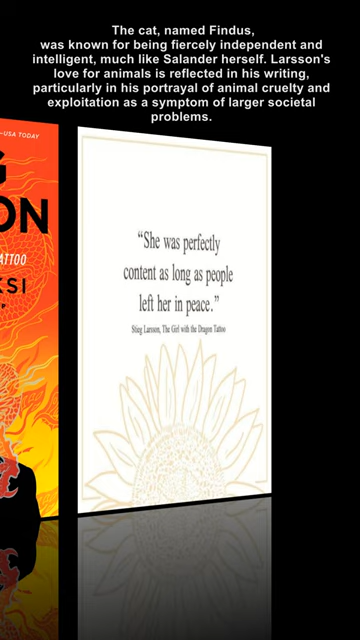 The cat, named Findus,
was known for being fiercely independent and
intelligent, much like Salander herself. Larsson's
love for animals is reflected in his writing,
particularly in his portrayal of animal cruelty and
exploitation as a symptom of larger societal
problems.
–USA TODAY
G
ON
ATTOO
KSI
P
“She was perfectly
content as long as people
left her in peace.”
Stieg Larsson, The Girl with the Dragon Tattoo